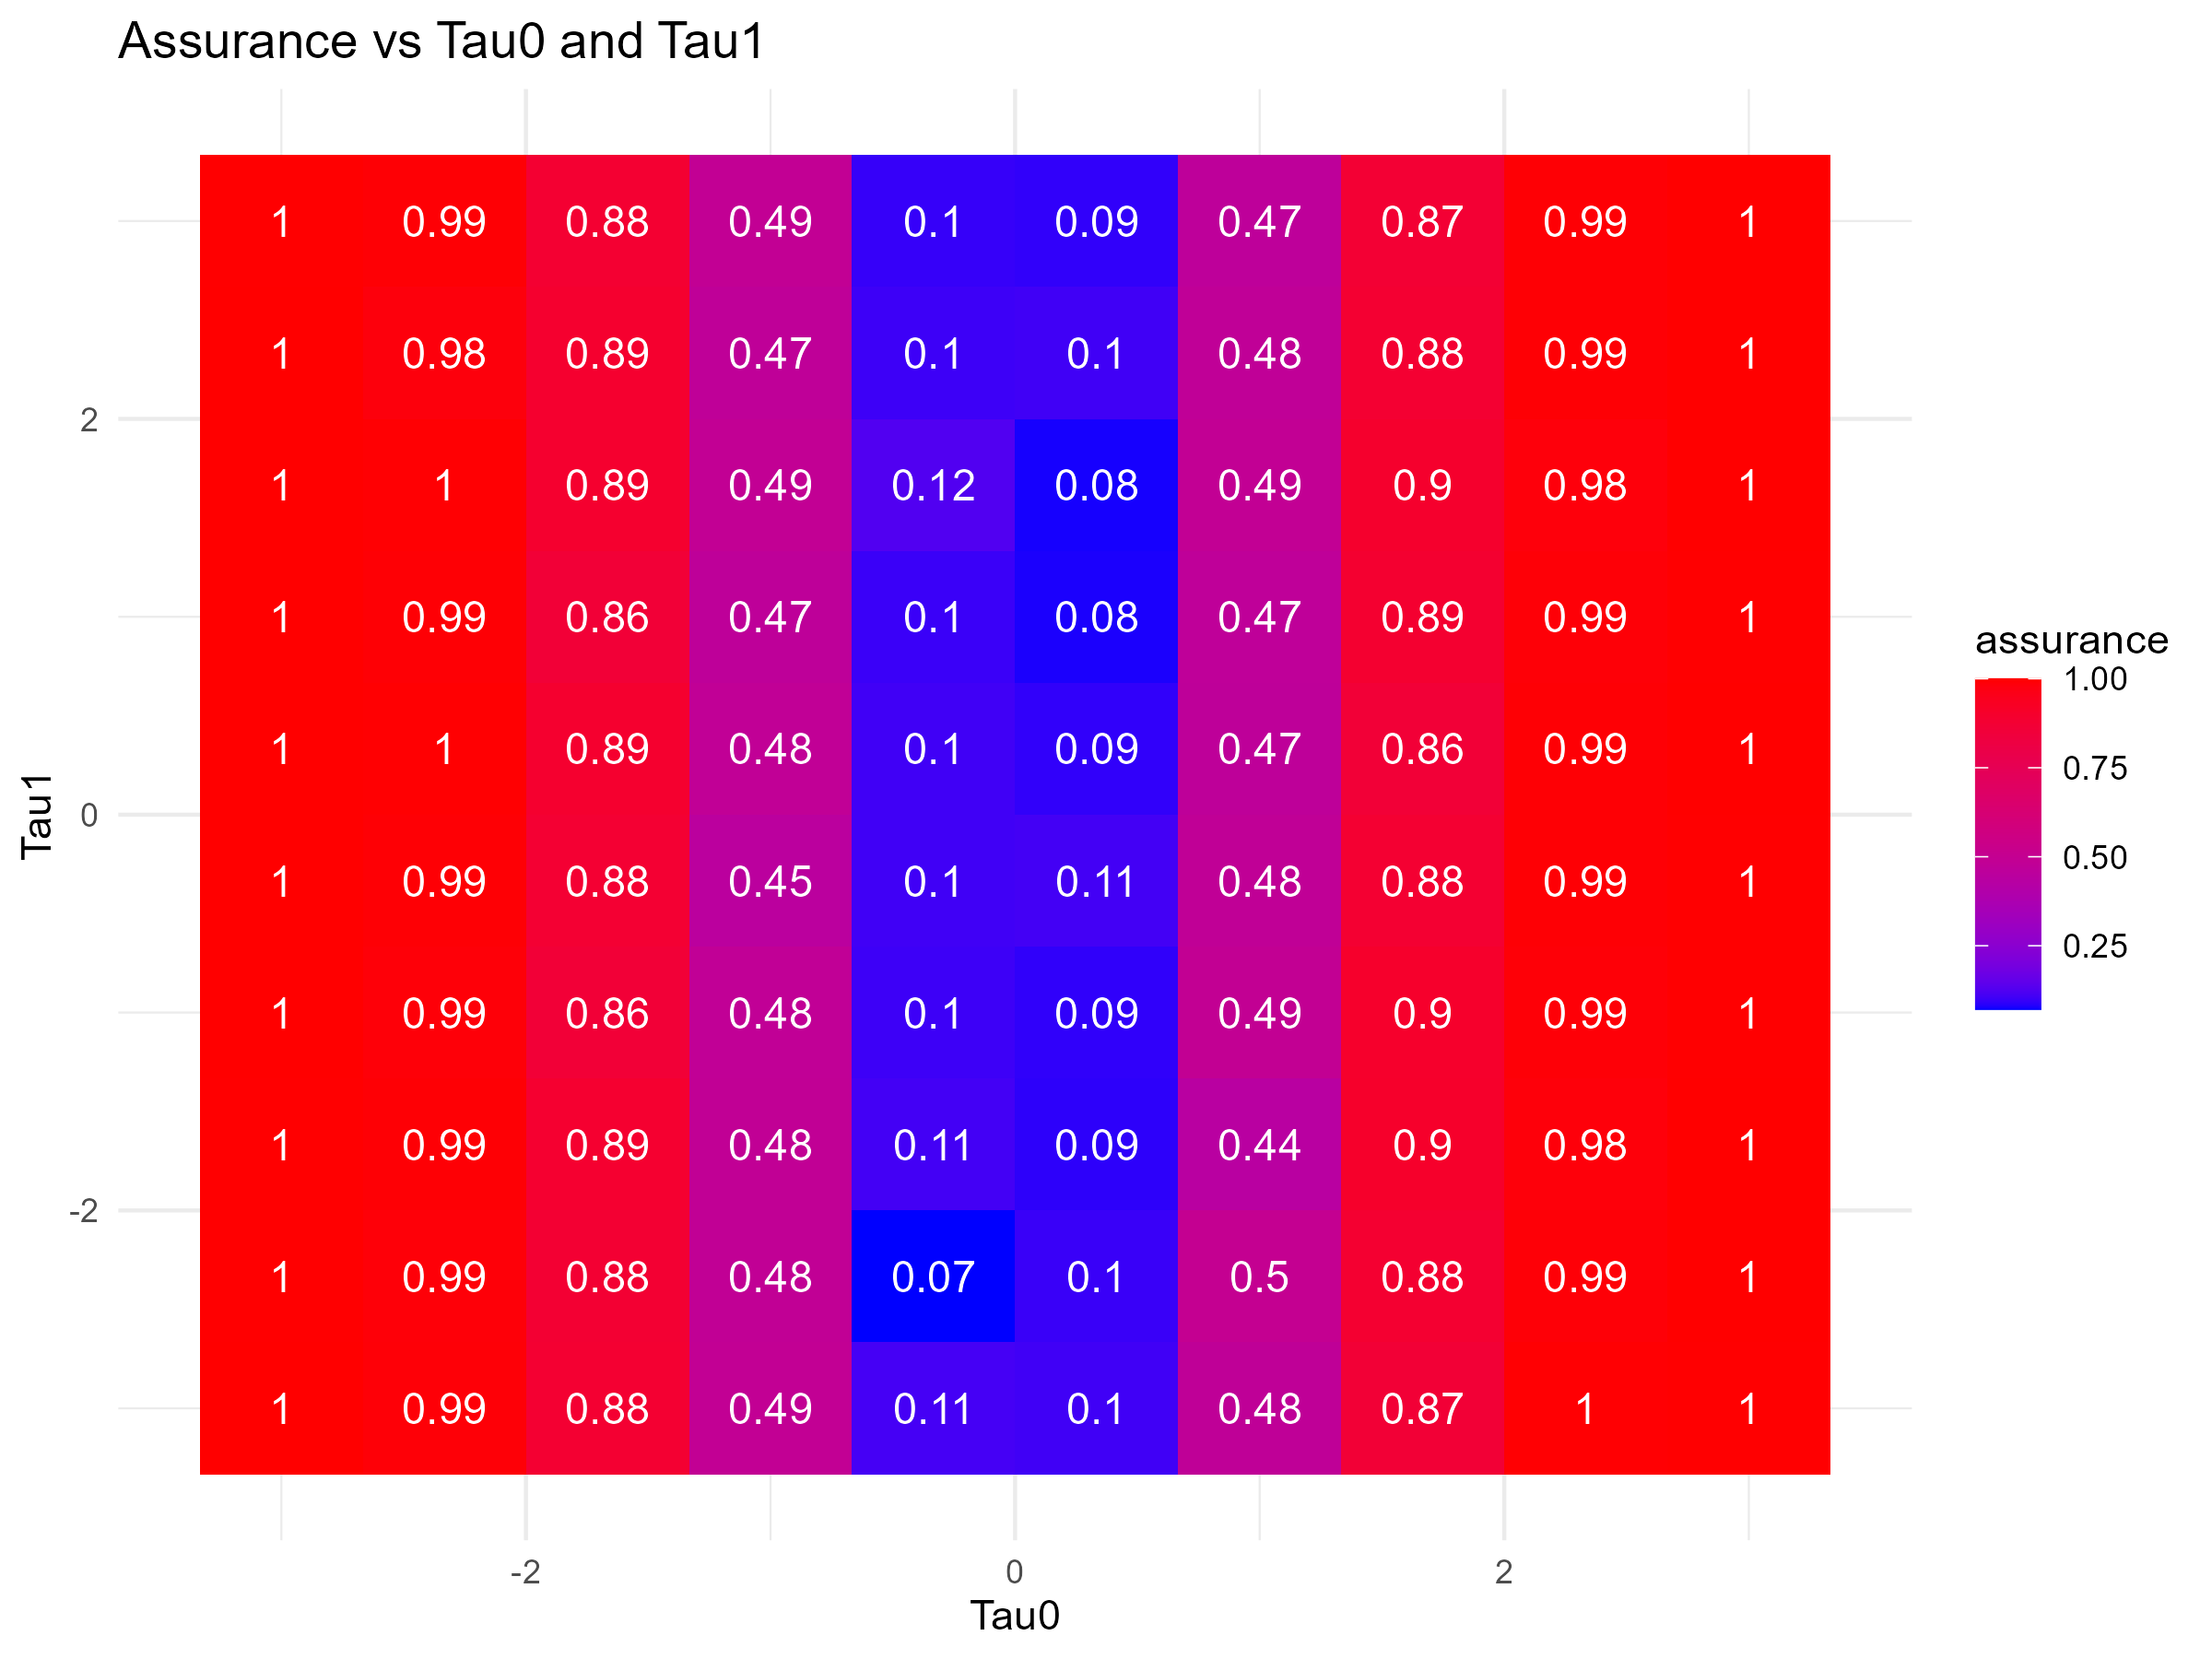 Assurance vs Tau0 and Tau1
1 0.99 0.88 0.49 0.1 0.09 0.47 0.87 0.99 1
1 0.98 0.89 0.47 0.1 0.1 0.48 0.88 0.99 1
2
1 1 0.89 0.49 0.12 0.08 0.49 0.9 0.98 1
1 0.99 0.86 0.47 0.1 0.08 0.47 0.89 0.99 1
1 1 0.89 0.48 0.1 0.09 0.47 0.86 0.99 1
0
1 0.99 0.88 0.45 0.1 0.11 0.48 0.88 0.99 1
1 0.99 0.86 0.48 0.1 0.09 0.49 0.9 0.99 1
1 0.99 0.89 0.48 0.11 0.09 0.44 0.9 0.98 1
-2
1 0.99 0.88 0.48 0.07 0.1 0.5 0.88 0.99 1
1 0.99 0.88 0.49 0.11 0.1 0.48 0.87 1 1
Tau1
-2 0 2
Tau0
assurance
1.00
0.75
0.50
0.25